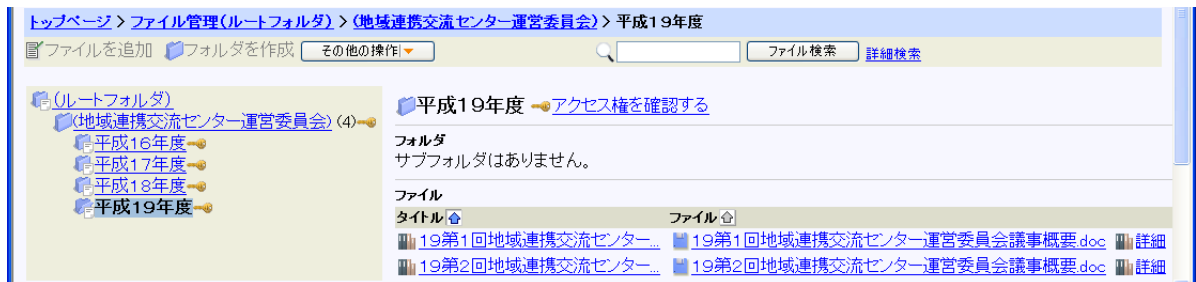 トップページ > ファイル管理(ルートフォルダ) > (地域連携交流センター運営委員会) > 平成19年度
ファイルを追加 フォルダを作成 その他の操作 ファイル検索 詳細検索
(ルートフォルダ)
(地域連携交流センター運営委員会) (4)
平成16年度
平成17年度
平成18年度
平成19年度
平成19年度 アクセス権を確認する
フォルダ
サブフォルダはありません。
ファイル
タイトル ファイル
19第1回地域連携交流センター... 19第1回地域連携交流センター運営委員会議事概要.doc 詳細
19第2回地域連携交流センター... 19第2回地域連携交流センター運営委員会議事概要.doc 詳細